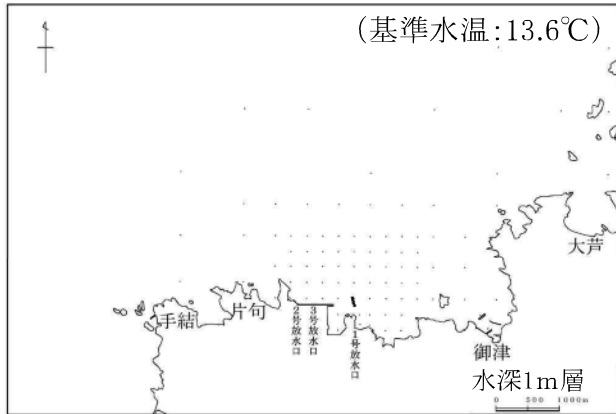 (基準水温:13.6℃)
大芦
片句
手結
2号放水口
3号放水口
1号放水口
御津
水深1m層
0 500 1000m